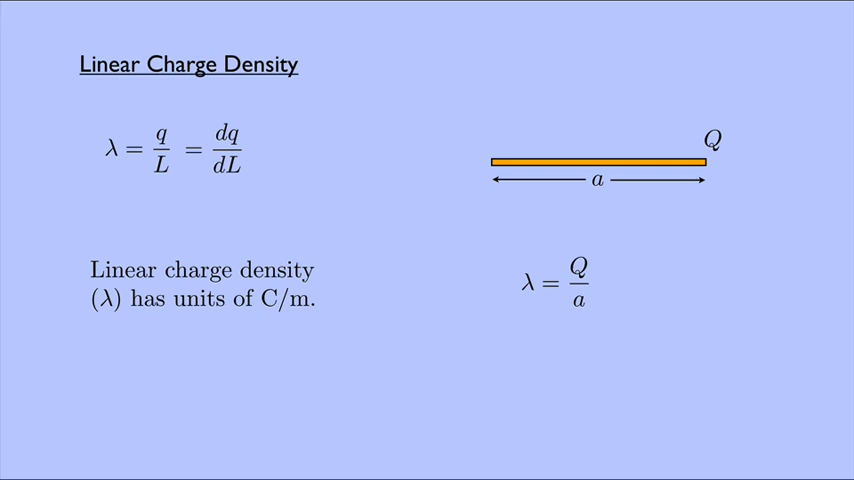 Linear Charge Density
λ = q/L = dq/dL
Q
a
Linear charge density
(λ) has units of C/m.
λ = Q/a